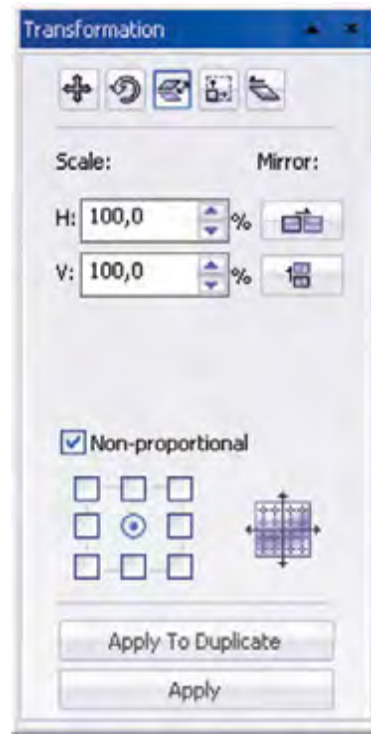 Transformation
Scale: Mirror:
H: 100,0 %
V: 100,0 %
Non-proportional
Apply To Duplicate
Apply